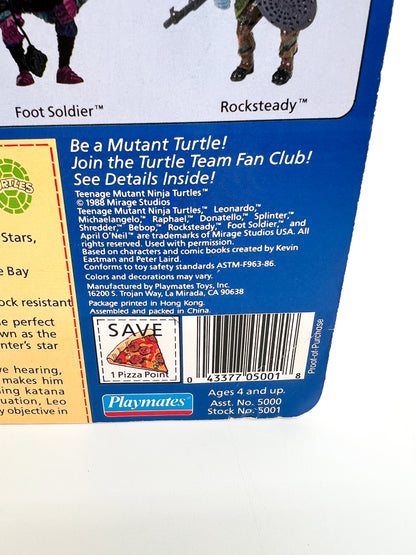 Foot Soldier™
Rocksteady™
Be a Mutant Turtle!
Join the Turtle Team Fan Club!
See Details Inside!
Teenage Mutant Ninja Turtles™
© 1988 Mirage Studios
Teenage Mutant Ninja Turtles,™ Leonardo,™
Michaelangelo,™ Raphael,™ Donatello,™ Splinter,™
Shredder,™ Bebop,™ Rocksteady,™ Foot Soldier,™ and
April O'Neil™ are trademarks of Mirage Studios USA. All
rights reserved. Used with permission.
Based on characters and comic books created by Kevin
Eastman and Peter Laird.
Conforms to toy safety standards ASTM-F963-86.
Colors and decorations may vary.
Manufactured by Playmates Toys, Inc.
16200 S. Trojan Way, La Mirada, CA 90638
Package printed in Hong Kong.
Assembled and packed in China.
SAVE
1 Pizza Point
Playmates
0 43377 05001 8
Proof-of-Purchase
Ages 4 and up.
Asst. No. 5000
Stock No. 5001
Stars,
e Bay
ock resistant
e perfect
wn as the
nter's star
ve hearing,
makes him
ing katana
uation, Leo
y objective in